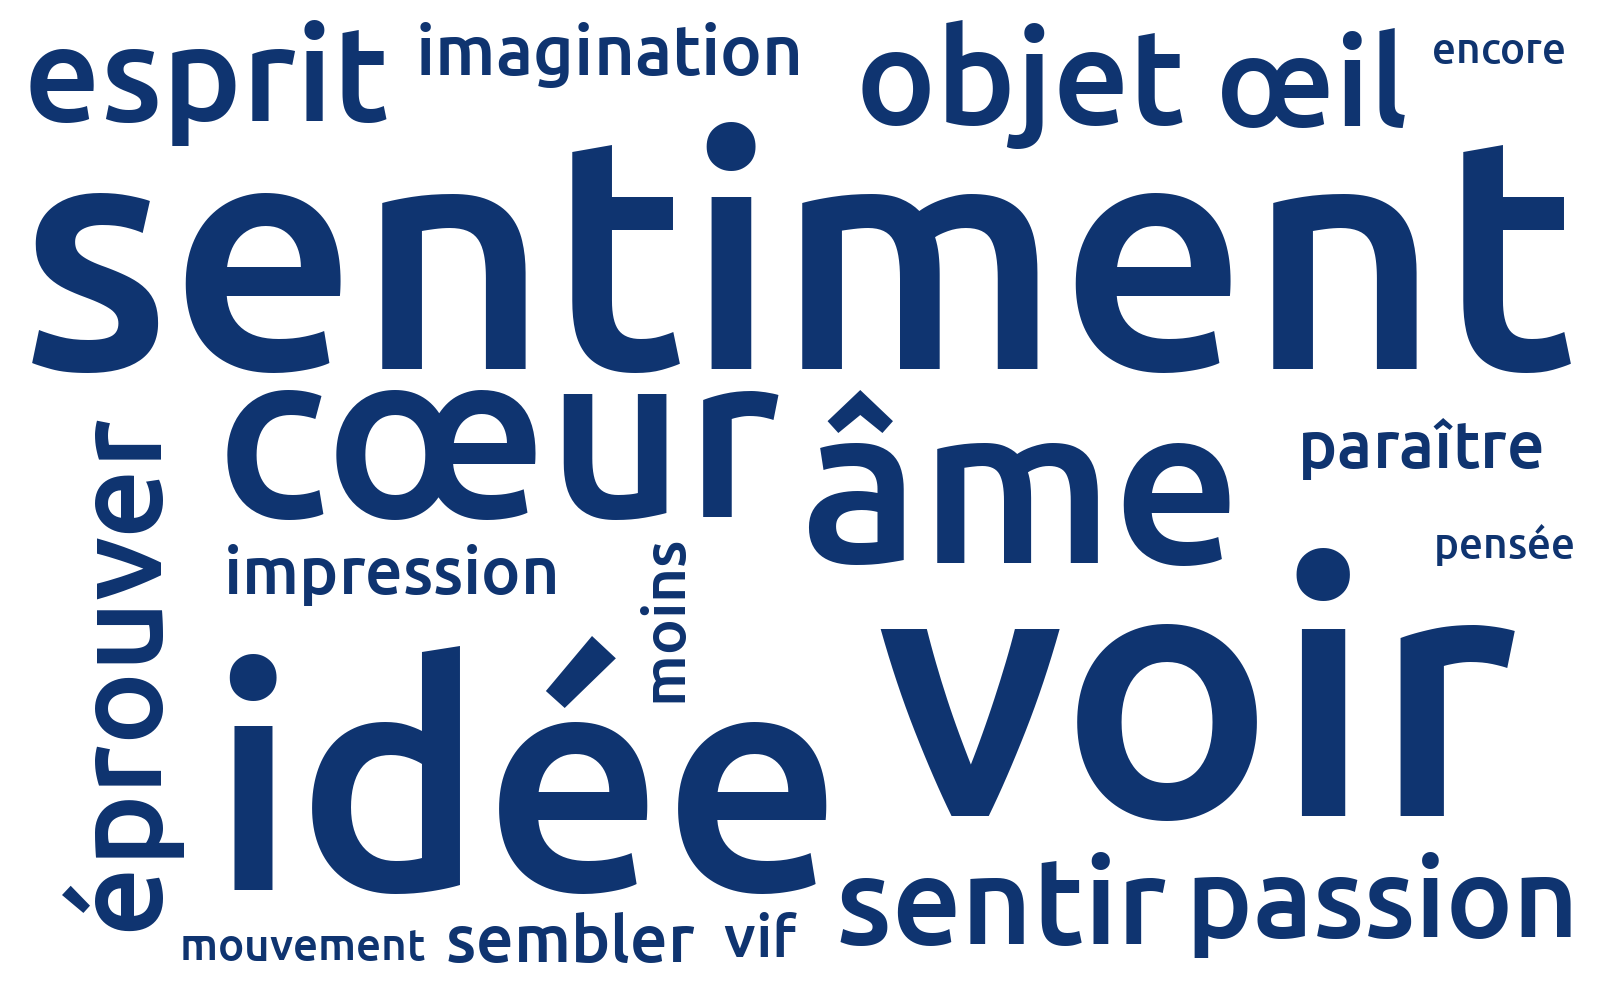 esprit imagination objet œil encore
sentiment
cœur âme paraître
éprouver
impression moins pensée
idée voir
sentir passion
mouvement sembler vif